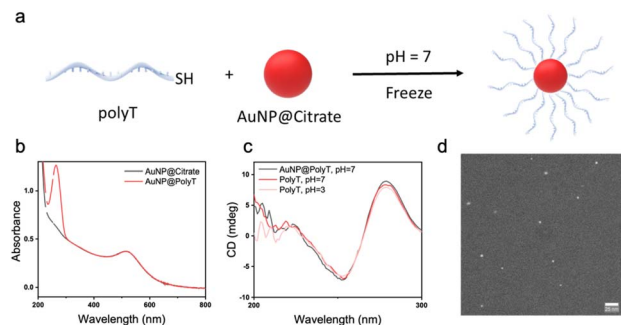 a
polyT
SH
+
AuNP@Citrate
pH = 7
Freeze
b
AuNP@Citrate
AuNP@PolyT
Absorbance
1.0
0.5
0.0
200 400 600 800
Wavelength (nm)
c
AuNP@PolyT, pH=7
PolyT, pH=7
PolyT, pH=3
CD (mdeg)
15
10
5
0
-5
-10
-15
200 300
Wavelength (nm)
d